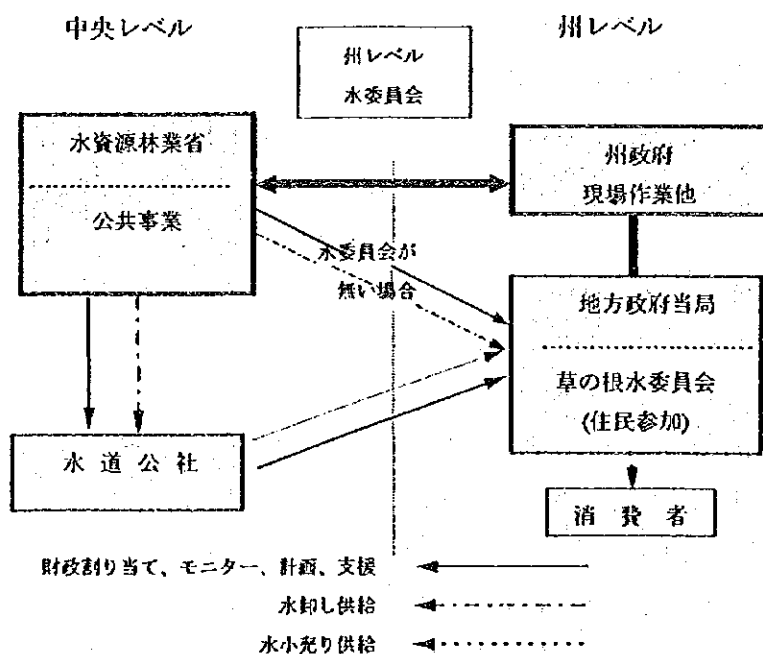 中央レベル
州レベル
州レベル
水委員会
水資源林業省
公共事業
州政府
現場作業他
水委員会が
無い場合
地方政府当局
草の根水委員会
(住民参加)
水道公社
消費者
財政割り当て、モニター、計画、支援
水卸し供給
水小売り供給